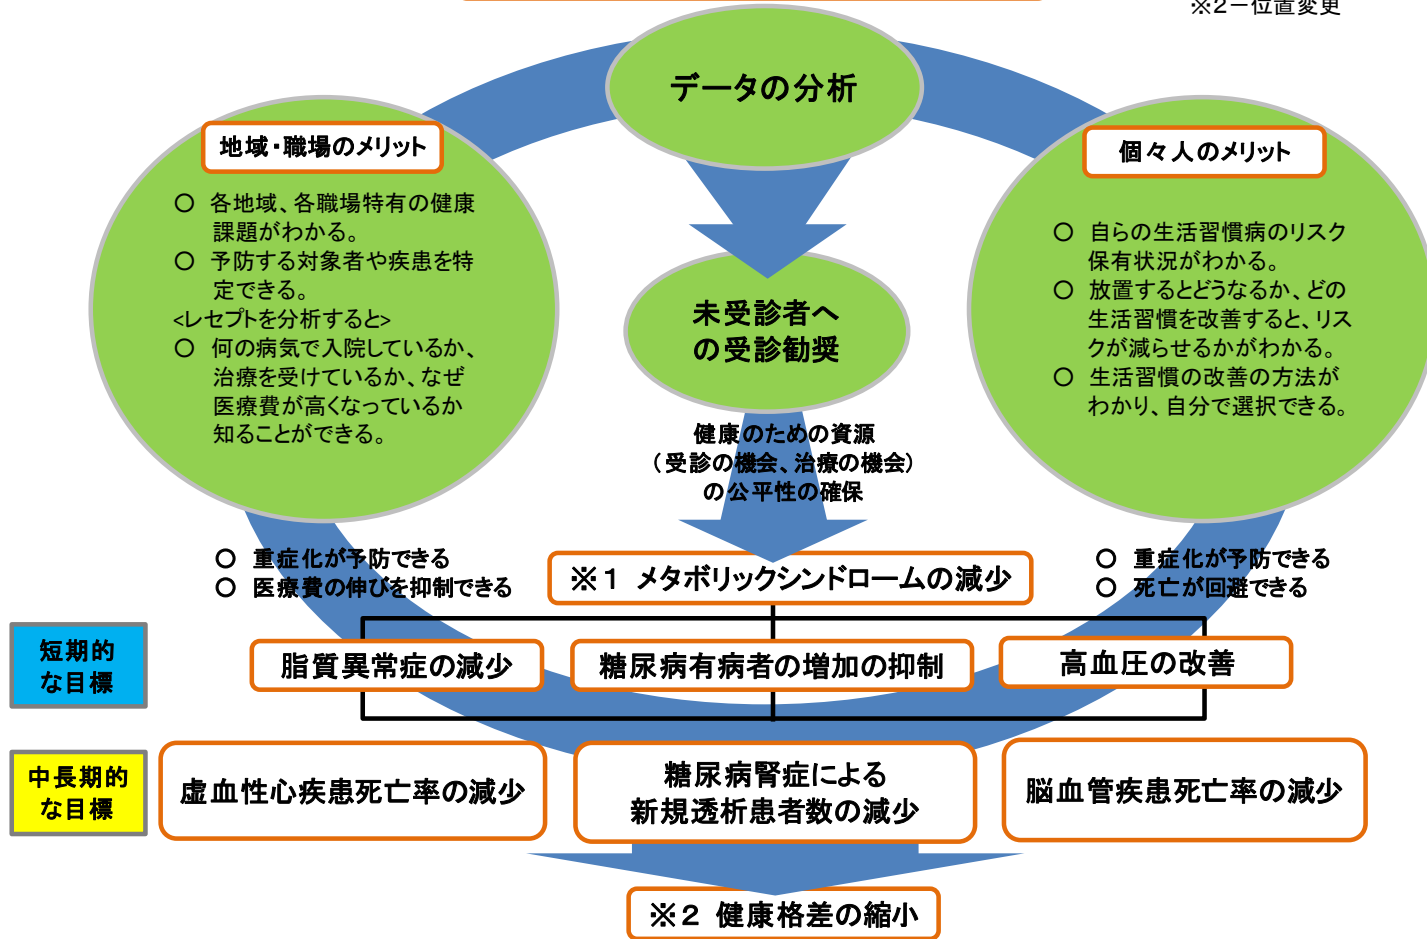 ※2－位置変更
データの分析
地域・職場のメリット
○ 各地域、各職場特有の健康
課題がわかる。
○ 予防する対象者や疾患を特
定できる。
<レセプトを分析すると>
○ 何の病気で入院しているか、
治療を受けているか、なぜ
医療費が高くなっているか
知ることができる。
未受診者へ
の受診勧奨
個々人のメリット
○ 自らの生活習慣病のリスク
保有状況がわかる。
○ 放置するとどうなるか、どの
生活習慣を改善すると、リス
クが減らせるかがわかる。
○ 生活習慣の改善の方法が
わかり、自分で選択できる。
健康のための資源
（受診の機会、治療の機会）
の公平性の確保
○ 重症化が予防できる
○ 医療費の伸びを抑制できる
※１ メタボリックシンドロームの減少
○ 重症化が予防できる
○ 死亡が回避できる
短期的
な目標
脂質異常症の減少
糖尿病有病者の増加の抑制
高血圧の改善
中長期的
な目標
虚血性心疾患死亡率の減少
糖尿病腎症による
新規透析患者数の減少
脳血管疾患死亡率の減少
※２ 健康格差の縮小